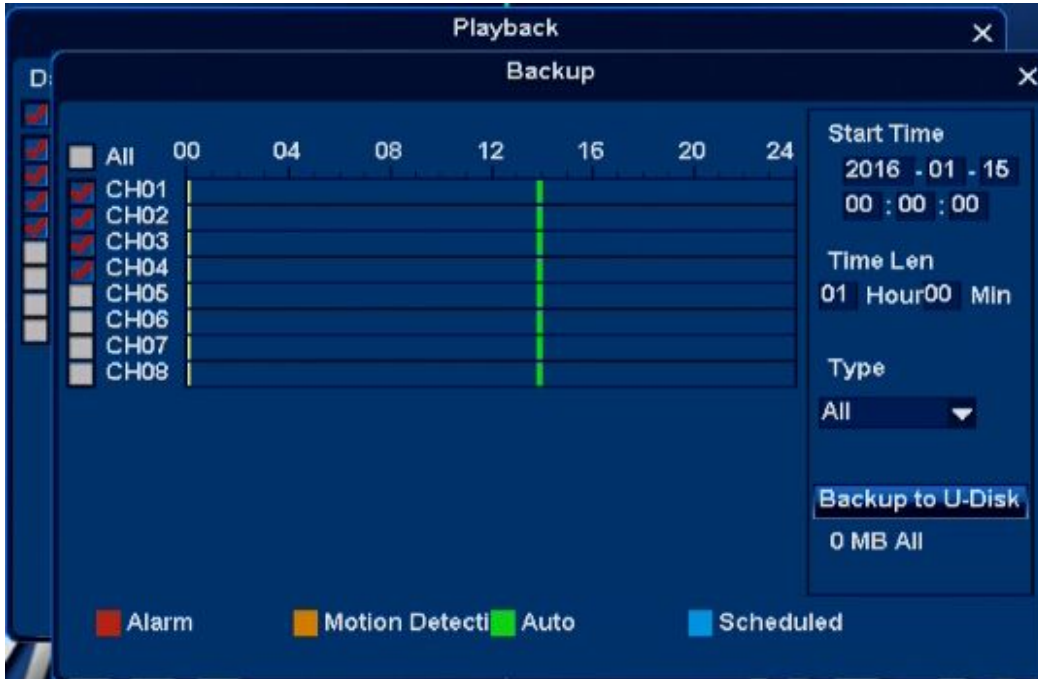 Playback
Backup
D
All 00 04 08 12 16 20 24
CH01
CH02
CH03
CH04
CH05
CH06
CH07
CH08
Start Time
2016 - 01 - 15
00 : 00 : 00
Time Len
01 Hour 00 Min
Type
All
Backup to U-Disk
0 MB All
Alarm Motion Detecti Auto Scheduled